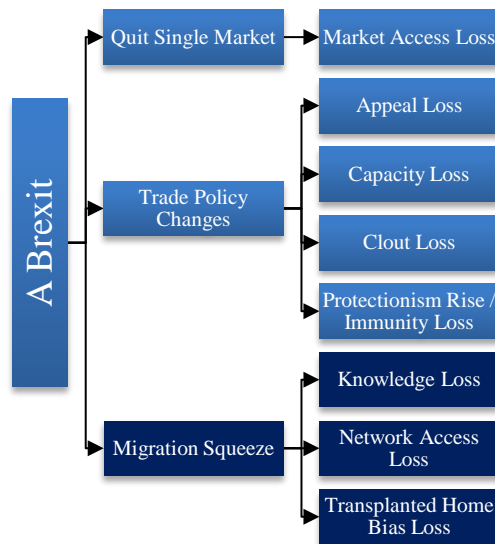 A Brexit
Quit Single Market
Market Access Loss
Trade Policy
Changes
Appeal Loss
Capacity Loss
Clout Loss
Protectionism Rise /
Immunity Loss
Migration Squeeze
Knowledge Loss
Network Access
Loss
Transplanted Home
Bias Loss